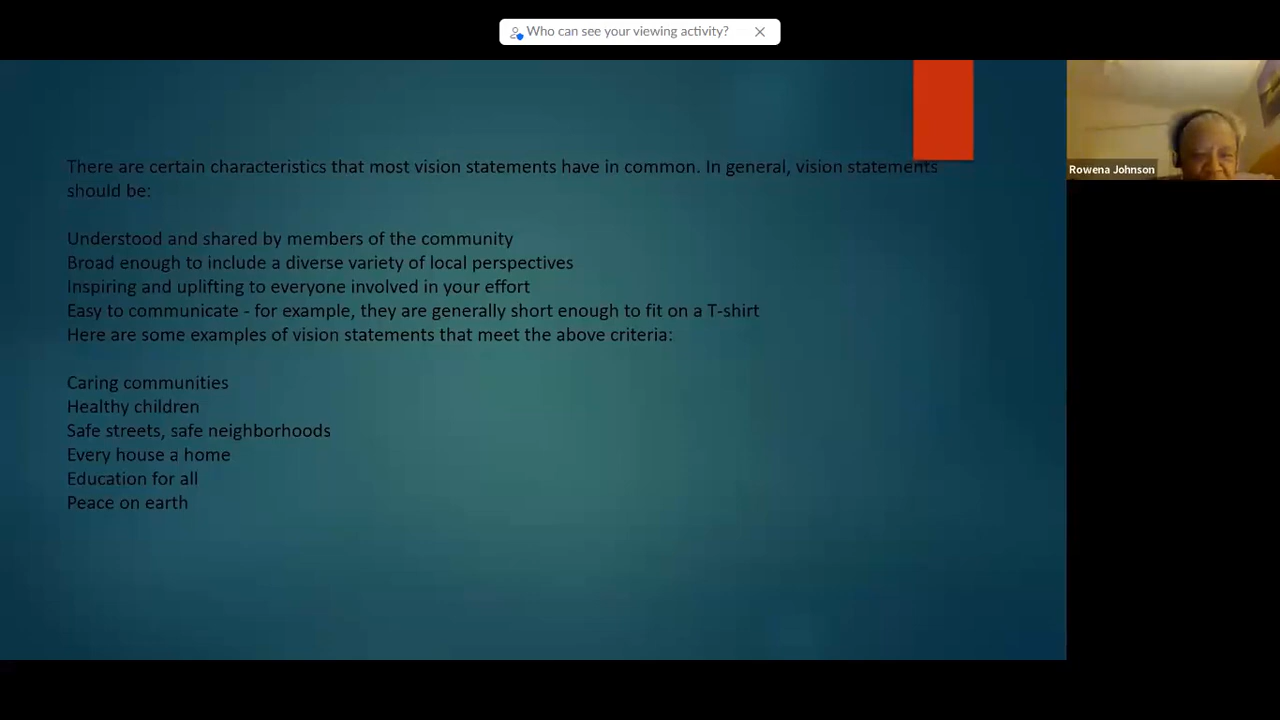 Who can see your viewing activity?
There are certain characteristics that most vision statements have in common. In general, vision statements
should be:
Understood and shared by members of the community
Broad enough to include a diverse variety of local perspectives
Inspiring and uplifting to everyone involved in your effort
Easy to communicate - for example, they are generally short enough to fit on a T-shirt
Here are some examples of vision statements that meet the above criteria:
Caring communities
Healthy children
Safe streets, safe neighborhoods
Every house a home
Education for all
Peace on earth
Rowena Johnson